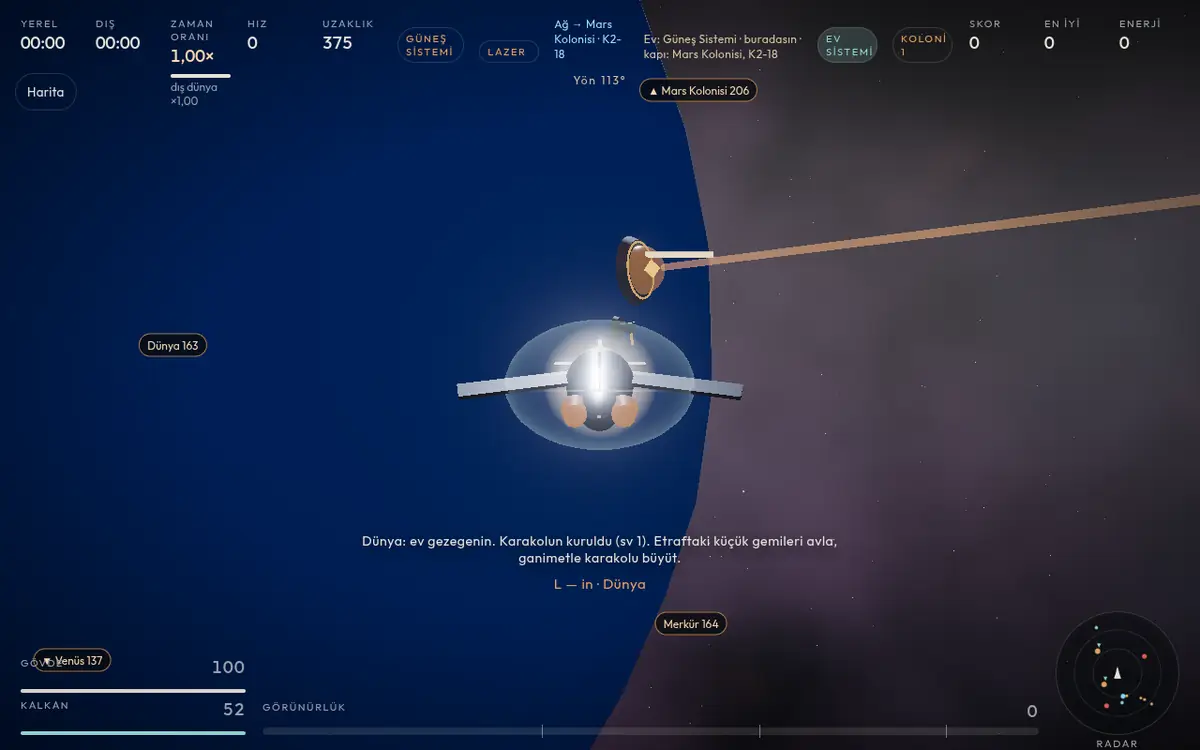 YEREL
00:00
DIŞ
00:00
ZAMAN
ORANI
1,00×
dış dünya
×1,00
HIZ
0
UZAKLIK
375
GÜNEŞ
SİSTEMİ
LAZER
Ağ → Mars
Kolonisi · K2-
18
Ev: Güneş Sistemi · buradasın ·
kapı: Mars Kolonisi, K2-18
EV
SİSTEMİ
KOLONİ
1
SKOR
0
EN İYİ
0
ENERJİ
0
Harita
Yön 113°
▲ Mars Kolonisi 206
Dünya 163
Dünya: ev gezegenin. Karakolun kuruldu (sv 1). Etraftaki küçük gemileri avla,
ganimetle karakolu büyüt.
L — in · Dünya
Merkür 164
▼ Venüs 137
GÖVDE
100
KALKAN
52
GÖRÜNÜRLÜK
0
RADAR